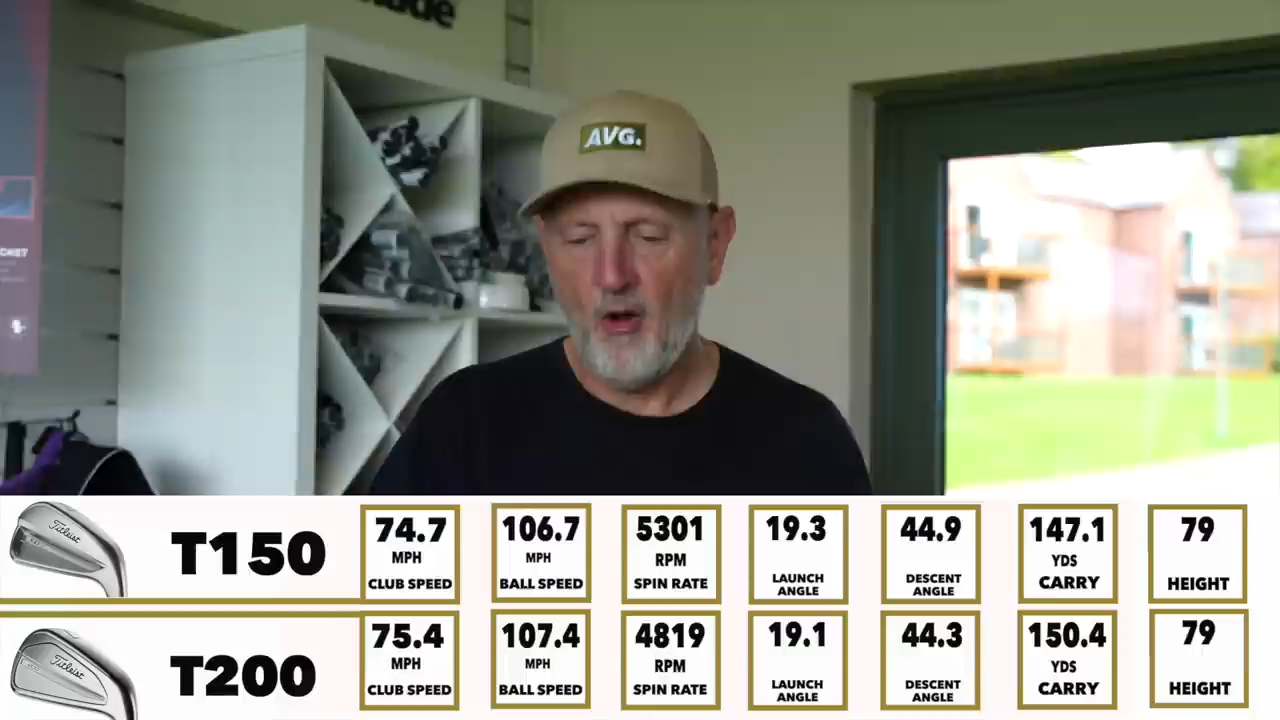 AVG.
Titleist
T150
74.7
MPH
CLUB SPEED
106.7
MPH
BALL SPEED
5301
RPM
SPIN RATE
19.3
LAUNCH
ANGLE
44.9
DESCENT
ANGLE
147.1
YDS
CARRY
79
HEIGHT
Titleist
T200
75.4
MPH
CLUB SPEED
107.4
MPH
BALL SPEED
4819
RPM
SPIN RATE
19.1
LAUNCH
ANGLE
44.3
DESCENT
ANGLE
150.4
YDS
CARRY
79
HEIGHT